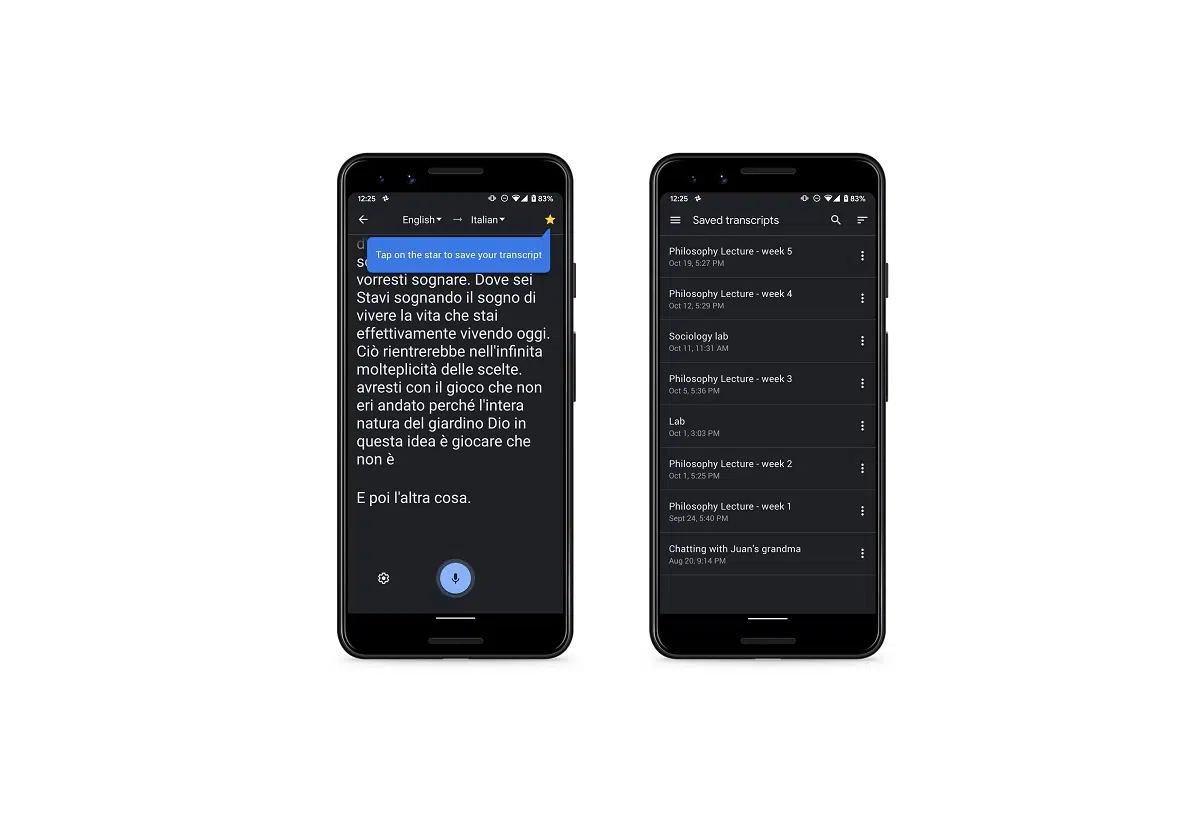 12:25 83%
English → Italian
Tap on the star to save your transcript
vorresti sognare. Dove sei
Stavi sognando il sogno di
vivere la vita che stai
effettivamente vivendo oggi.
Ciò rientrerebbe nell'infinita
molteplicità delle scelte.
avresti con il gioco che non
eri andato perché l'intera
natura del giardino Dio in
questa idea è giocare che
non è
E poi l'altra cosa.
12:25 83%
Saved transcripts
Philosophy Lecture - week 5
Oct 19, 5:27 PM
Philosophy Lecture - week 4
Oct 12, 5:29 PM
Sociology lab
Oct 11, 11:31 AM
Philosophy Lecture - week 3
Oct 5, 5:36 PM
Lab
Oct 1, 3:03 PM
Philosophy Lecture - week 2
Oct 1, 5:25 PM
Philosophy Lecture - week 1
Sept 24, 5:40 PM
Chatting with Juan's grandma
Aug 20, 9:14 PM